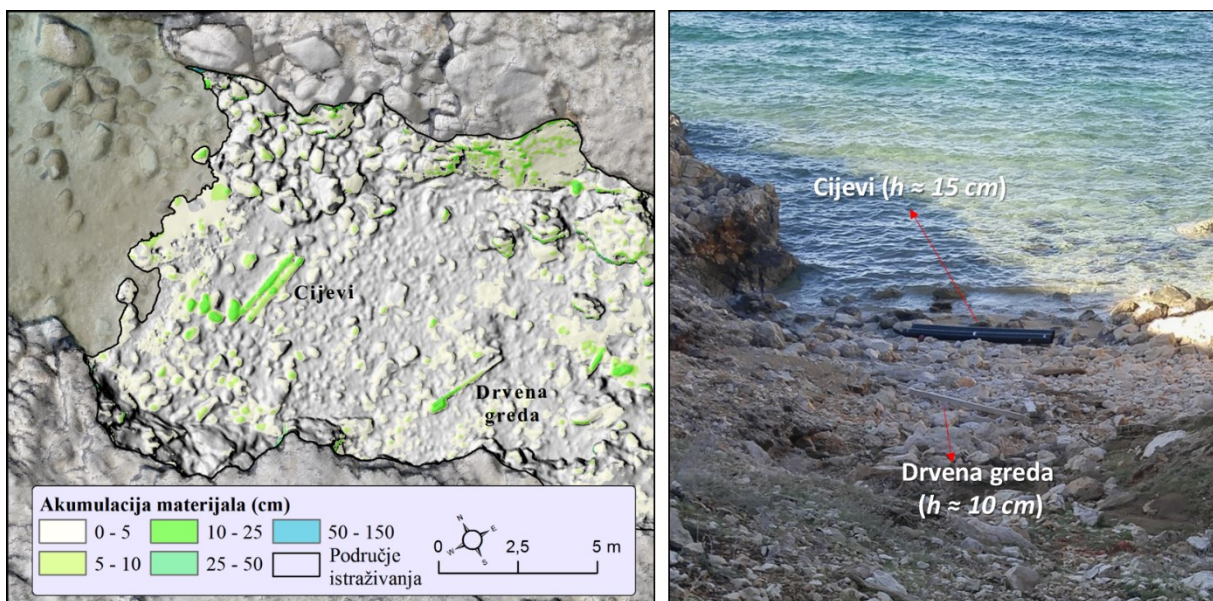 Cijevi
Drvena
greda
Akumulacija materijala (cm)
0 - 5
10 - 25
50 - 150
5 - 10
25 - 50
Područje
istraživanja
N
E
W
S
0
2,5
5 m
Cijevi (h ≈ 15 cm)
Drvena greda
(h ≈ 10 cm)